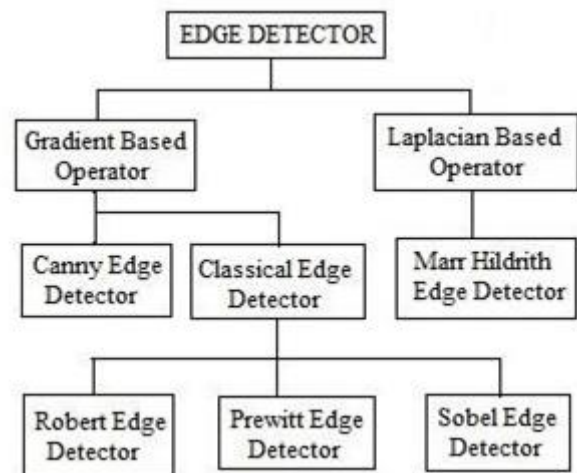 EDGE DETECTOR
Gradient Based
Operator
Laplacian Based
Operator
Canny Edge
Detector
Classical Edge
Detector
Marr Hildrith
Edge Detector
Robert Edge
Detector
Prewitt Edge
Detector
Sobel Edge
Detector